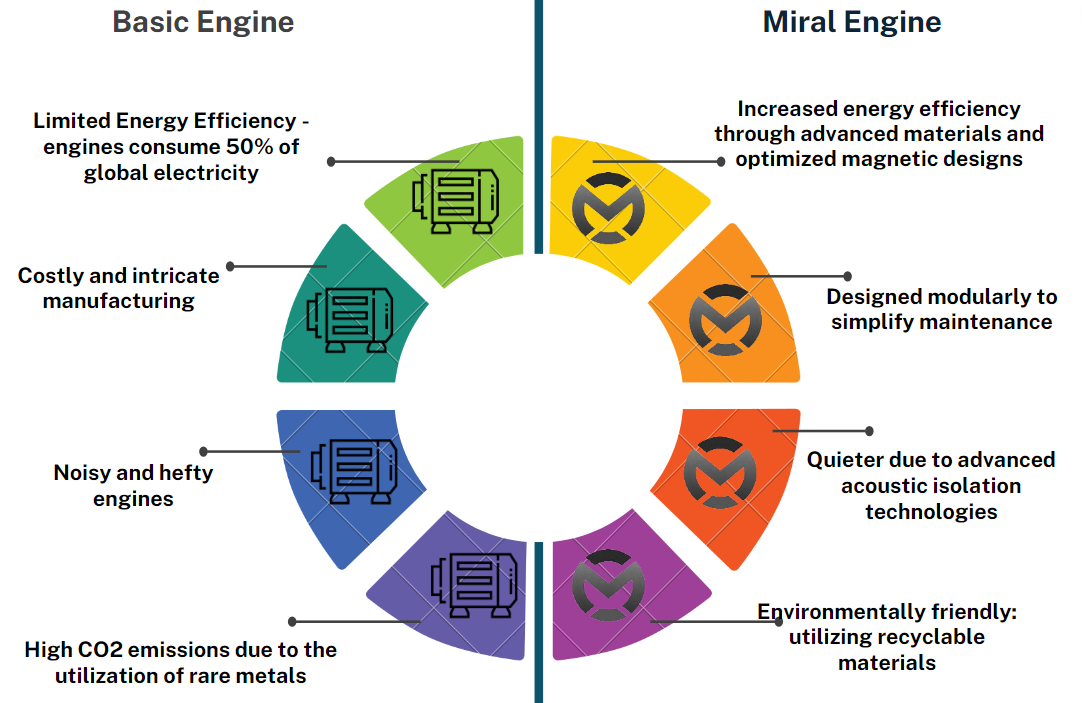 Basic Engine
Miral Engine
Limited Energy Efficiency -
engines consume 50% of
global electricity
Increased energy efficiency
through advanced materials and
optimized magnetic designs
Costly and intricate
manufacturing
Designed modularly to
simplify maintenance
Noisy and hefty
engines
Quieter due to advanced
acoustic isolation
technologies
High CO2 emissions due to the
utilization of rare metals
Environmentally friendly:
utilizing recyclable
materials